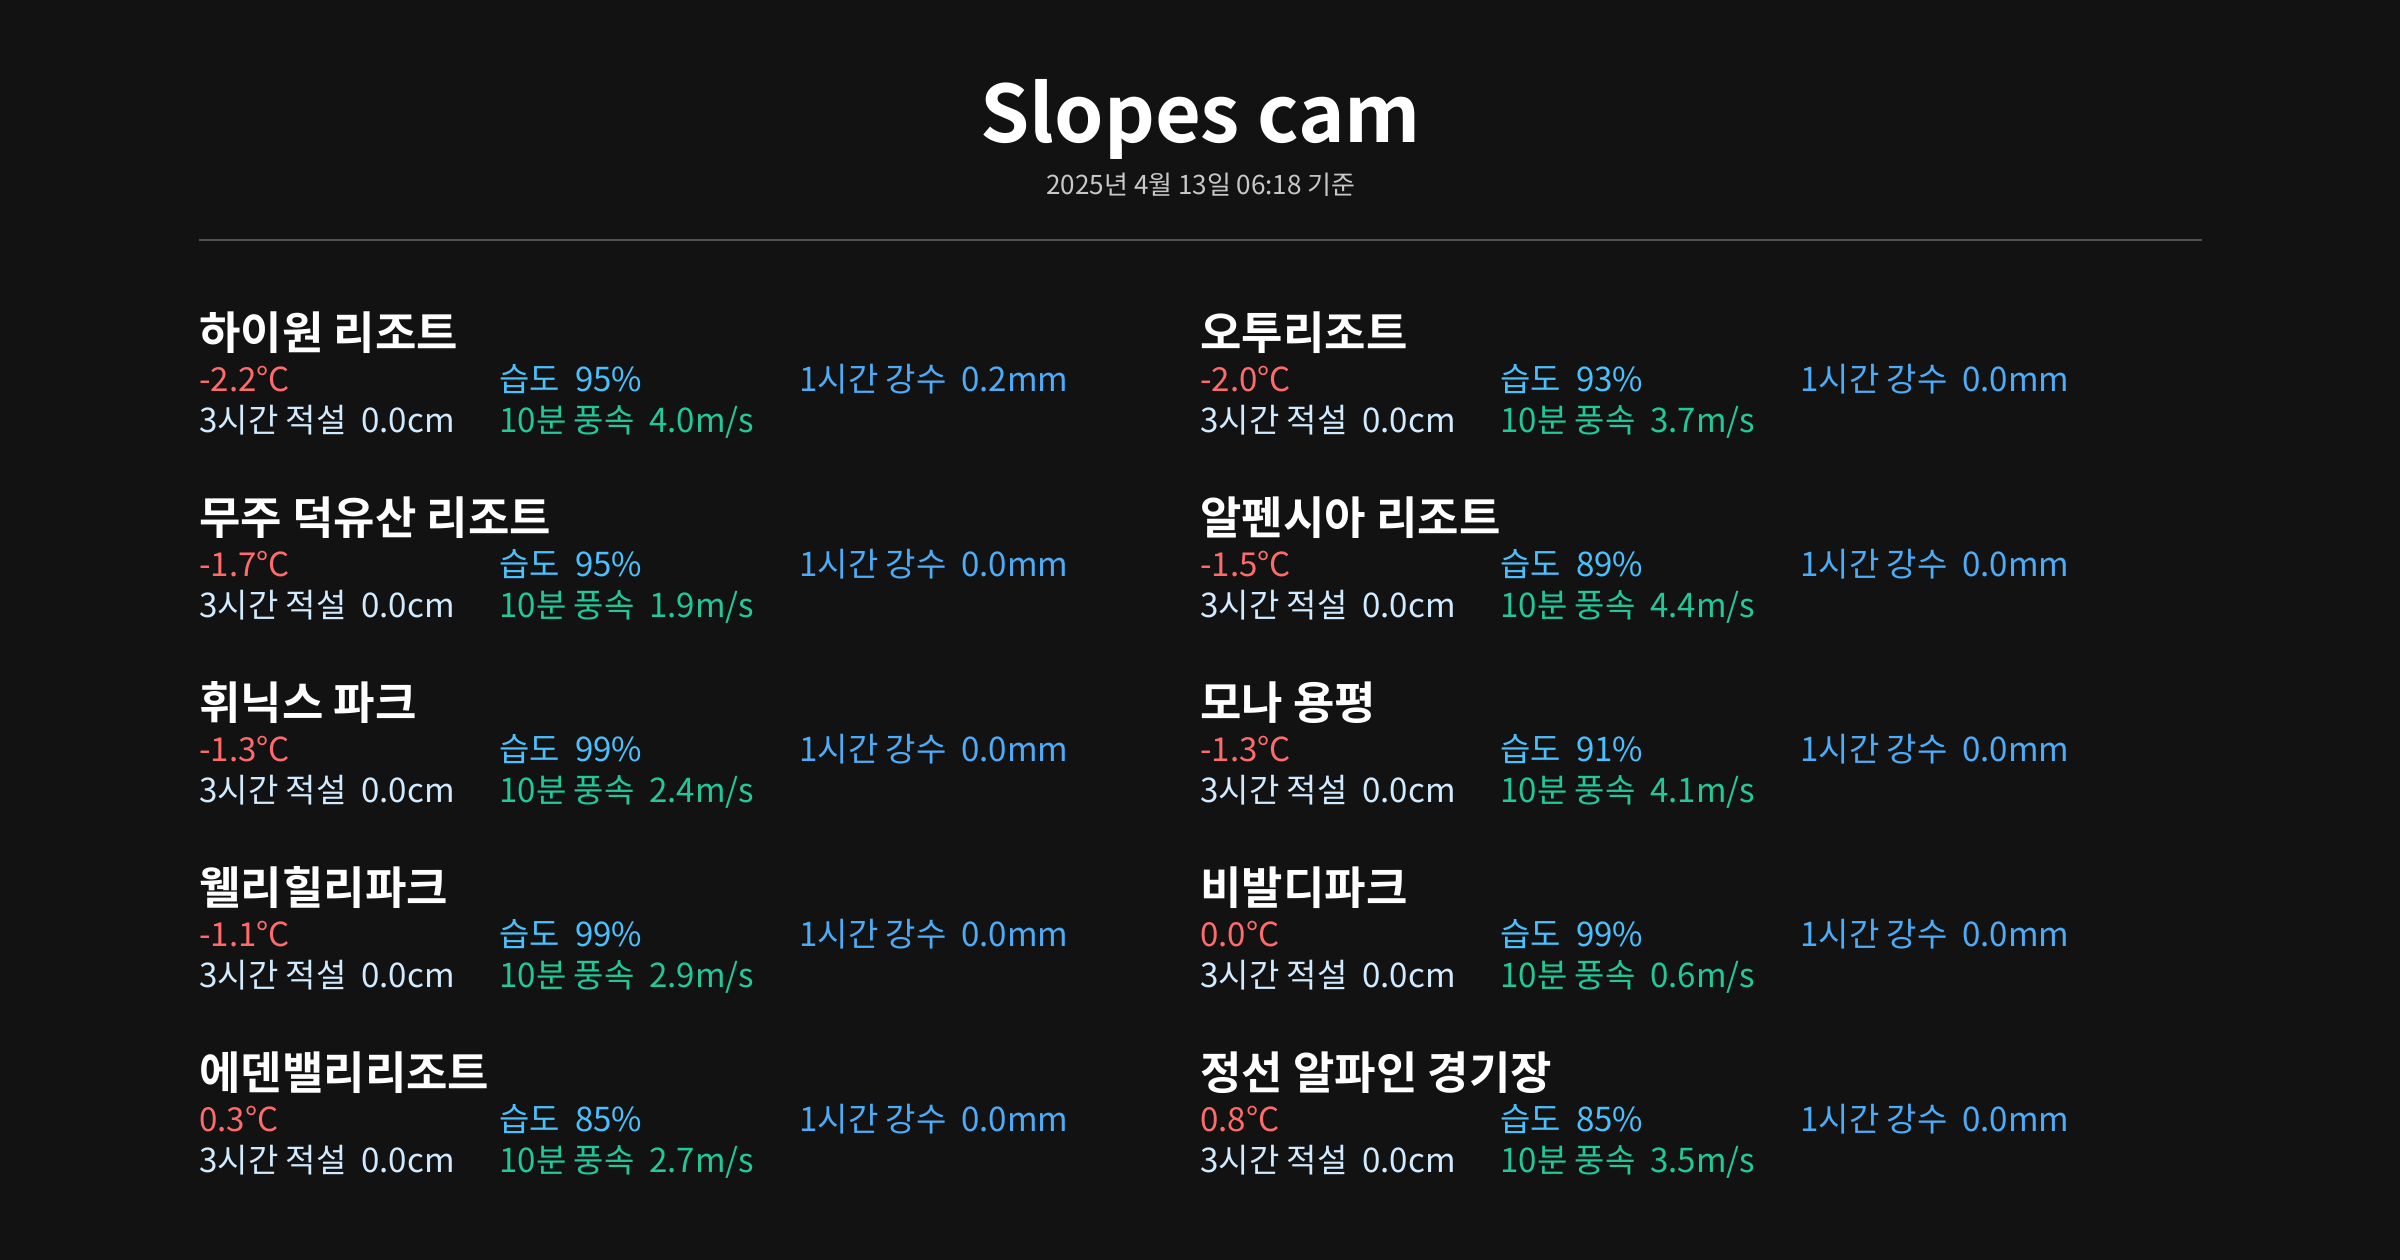 Slopes cam
2025년 4월 13일 06:18 기준
하이원 리조트
-2.2°C 습도 95% 1시간 강수 0.2mm
3시간 적설 0.0cm 10분 풍속 4.0m/s
오투리조트
-2.0°C 습도 93% 1시간 강수 0.0mm
3시간 적설 0.0cm 10분 풍속 3.7m/s
무주 덕유산 리조트
-1.7°C 습도 95% 1시간 강수 0.0mm
3시간 적설 0.0cm 10분 풍속 1.9m/s
알펜시아 리조트
-1.5°C 습도 89% 1시간 강수 0.0mm
3시간 적설 0.0cm 10분 풍속 4.4m/s
휘닉스 파크
-1.3°C 습도 99% 1시간 강수 0.0mm
3시간 적설 0.0cm 10분 풍속 2.4m/s
모나 용평
-1.3°C 습도 91% 1시간 강수 0.0mm
3시간 적설 0.0cm 10분 풍속 4.1m/s
웰리힐리파크
-1.1°C 습도 99% 1시간 강수 0.0mm
3시간 적설 0.0cm 10분 풍속 2.9m/s
비발디파크
0.0°C 습도 99% 1시간 강수 0.0mm
3시간 적설 0.0cm 10분 풍속 0.6m/s
에덴밸리리조트
0.3°C 습도 85% 1시간 강수 0.0mm
3시간 적설 0.0cm 10분 풍속 2.7m/s
정선 알파인 경기장
0.8°C 습도 85% 1시간 강수 0.0mm
3시간 적설 0.0cm 10분 풍속 3.5m/s